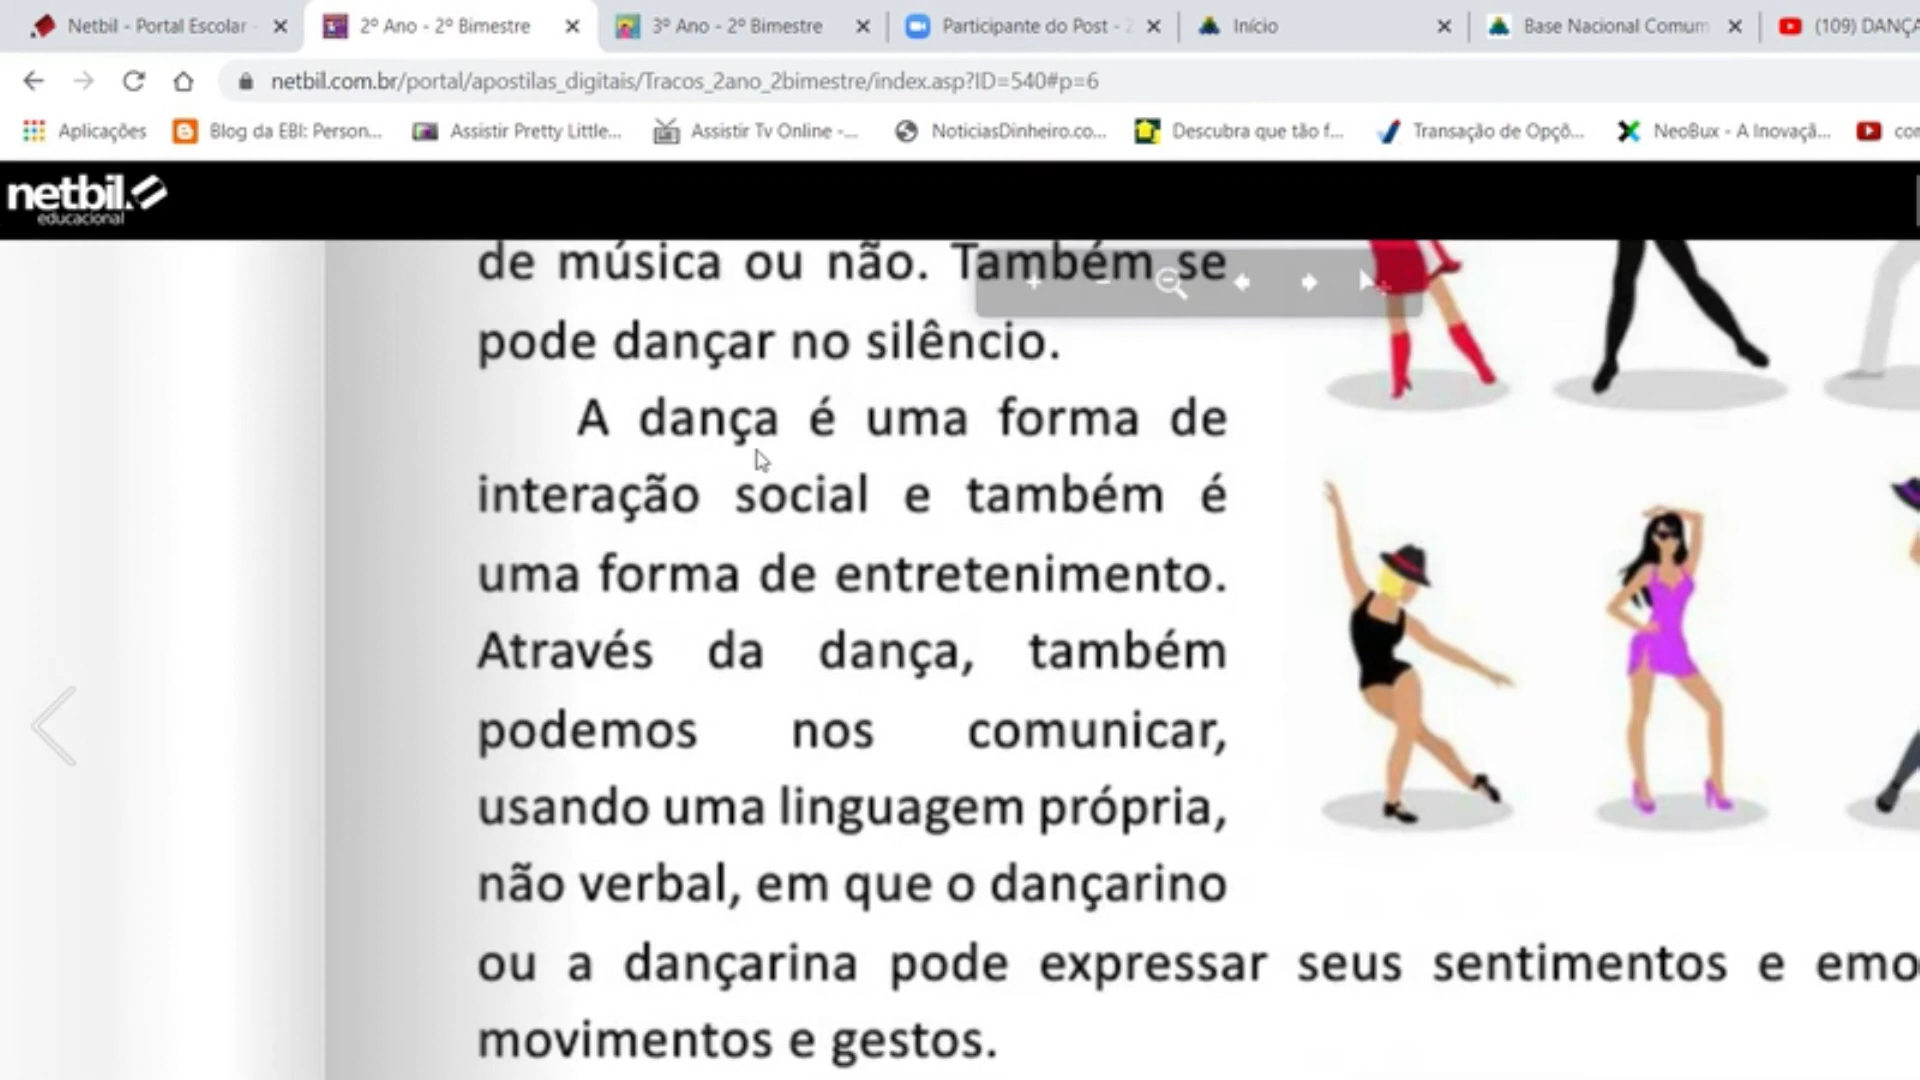 Netbil - Portal Escolar
2º Ano - 2º Bimestre
3º Ano - 2º Bimestre
Participante do Post -
Início
Base Nacional Comum
(109) DANÇA
netbil.com.br/portal/apostilas_digitais/Tracos_2ano_2bimestre/index.asp?ID=540#p=6
Aplicações
Blog da EBI: Person...
Assistir Pretty Little...
Assistir Tv Online -...
NoticiasDinheiro.co...
Descubra que tão f...
Transação de Opçõ...
NeoBux - A Inovaçã...
netbil
educacional
de música ou não. Também se
pode dançar no silêncio.
A dança é uma forma de
interação social e também é
uma forma de entretenimento.
Através da dança, também
podemos nos comunicar,
usando uma linguagem própria,
não verbal, em que o dançarino
ou a dançarina pode expressar seus sentimentos e emo
movimentos e gestos.